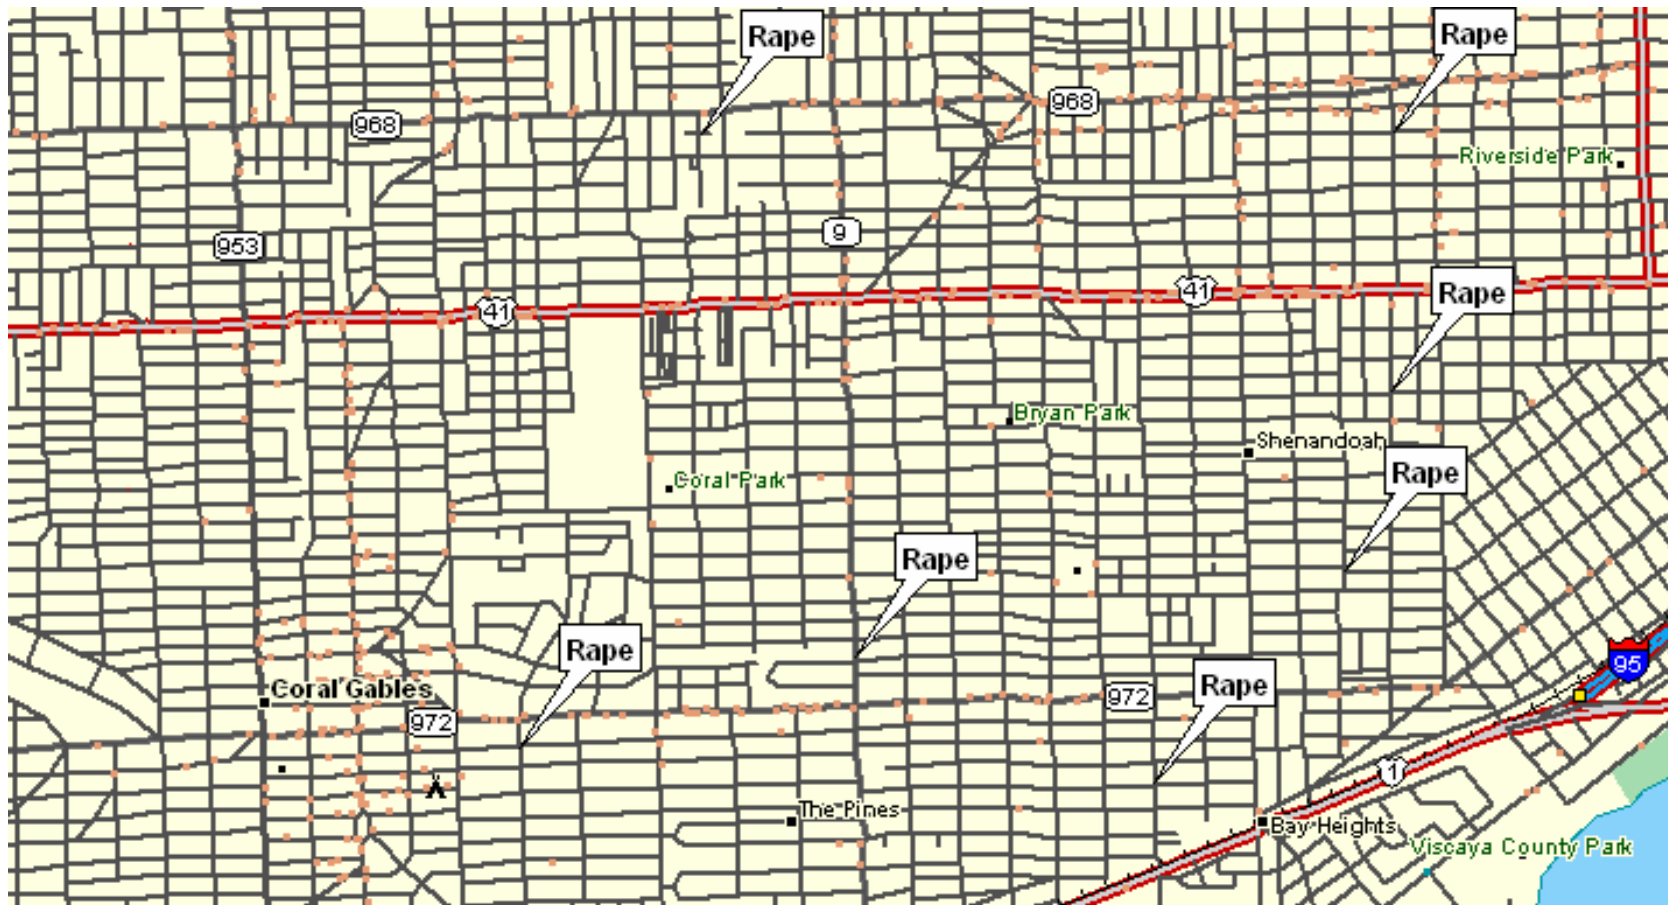 Rape
Rape
968
968
Riverside Park
953
9
41
41
Rape
Bryan Park
Shenandoah
Rape
Coral Park
Rape
Rape
95
Coral Gables
Rape
972
972
1
The Pines
Bay Heights
Viscaya County Park